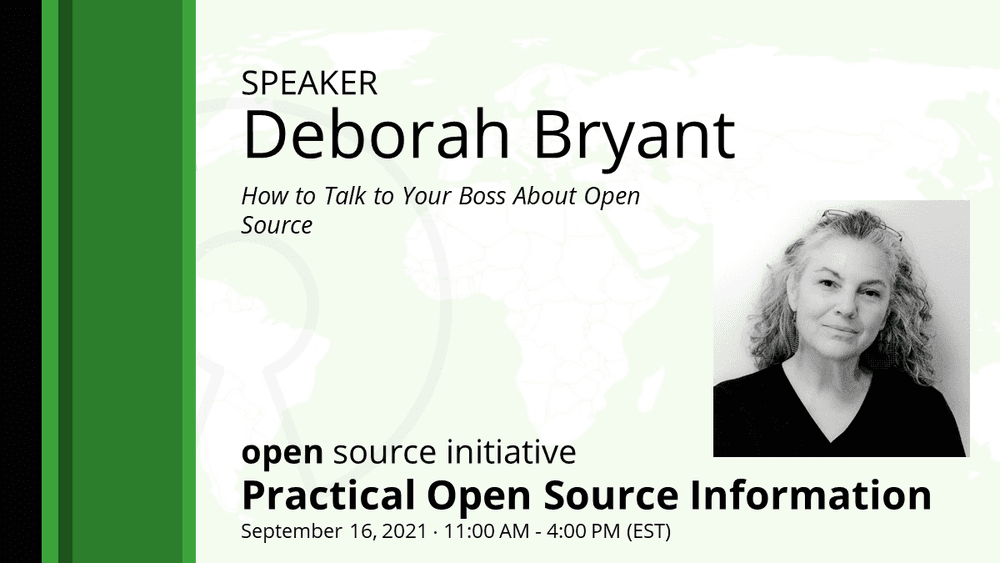 SPEAKER
Deborah Bryant
How to Talk to Your Boss About Open
Source
open source initiative
Practical Open Source Information
September 16, 2021 · 11:00 AM - 4:00 PM (EST)